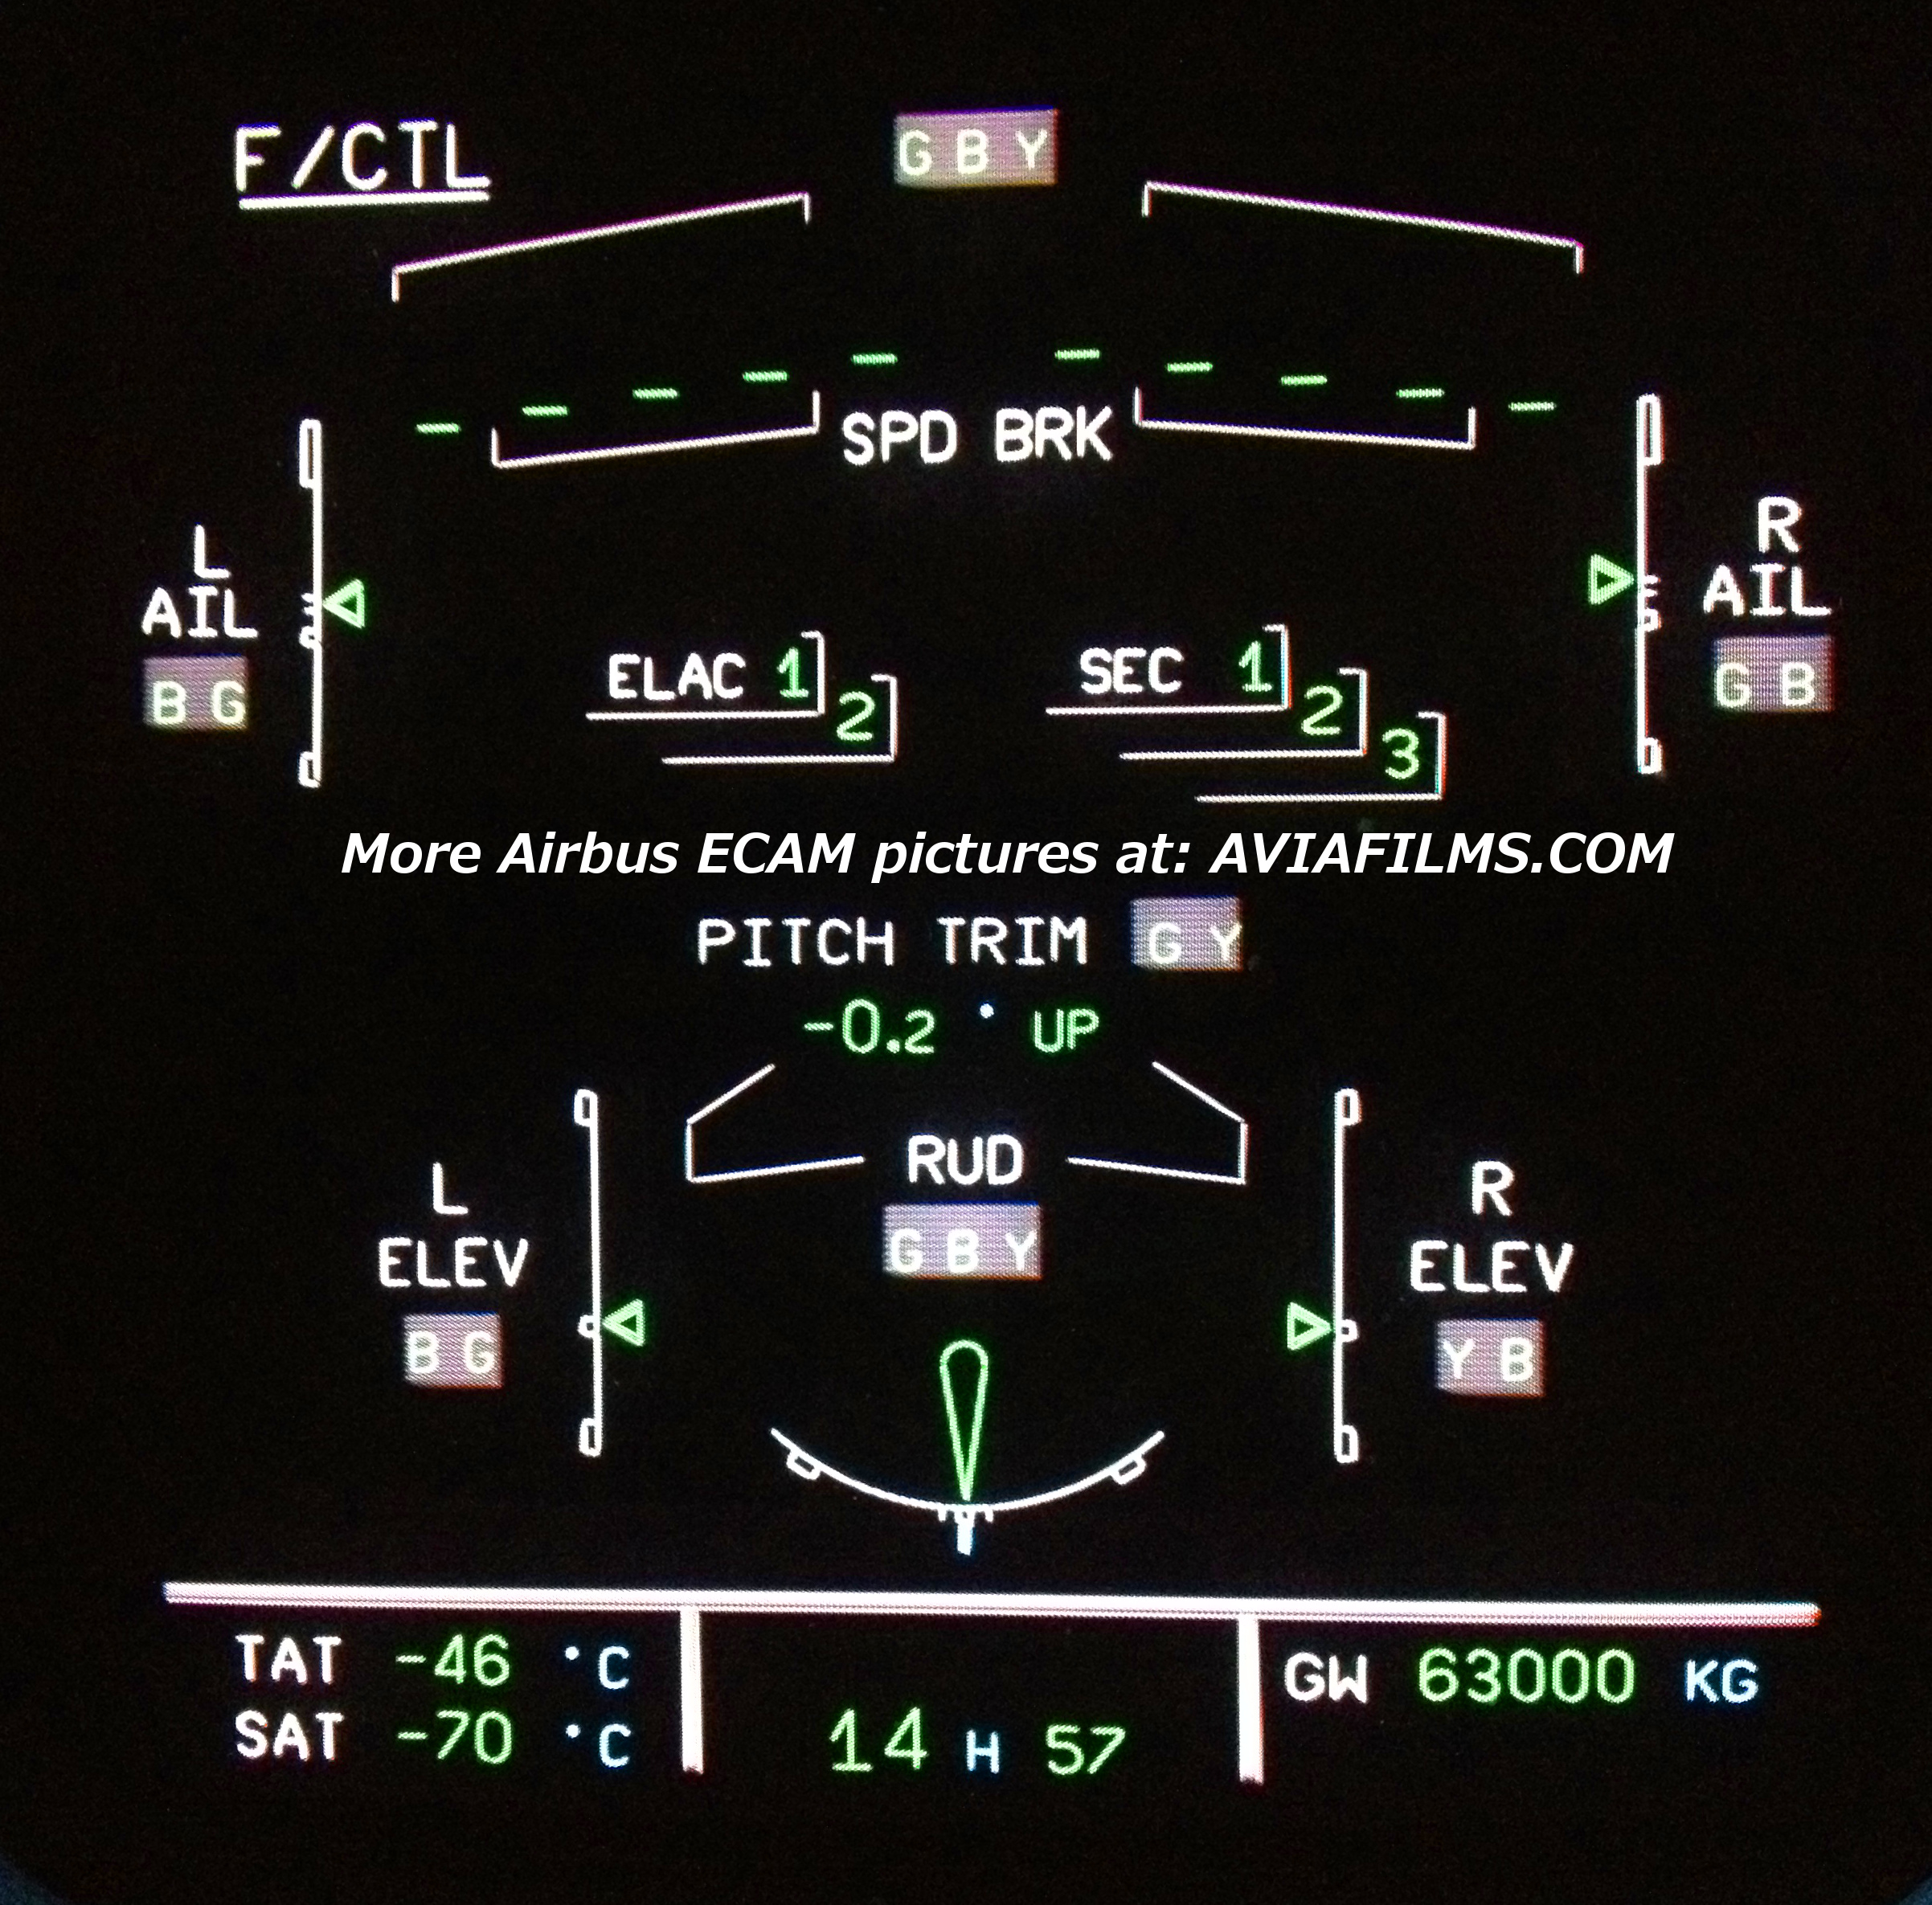 F/CTL
G B Y
SPD BRK
L
AIL
B G
R
AIL
G B
ELAC 1
2
SEC 1
2
3
More Airbus ECAM pictures at: AVIAFILMS.COM
PITCH TRIM G Y
-0.2 ° UP
RUD
G B Y
L
ELEV
B G
R
ELEV
Y B
TAT -46 °C
SAT -70 °C
14 H 57
GW 63000 KG